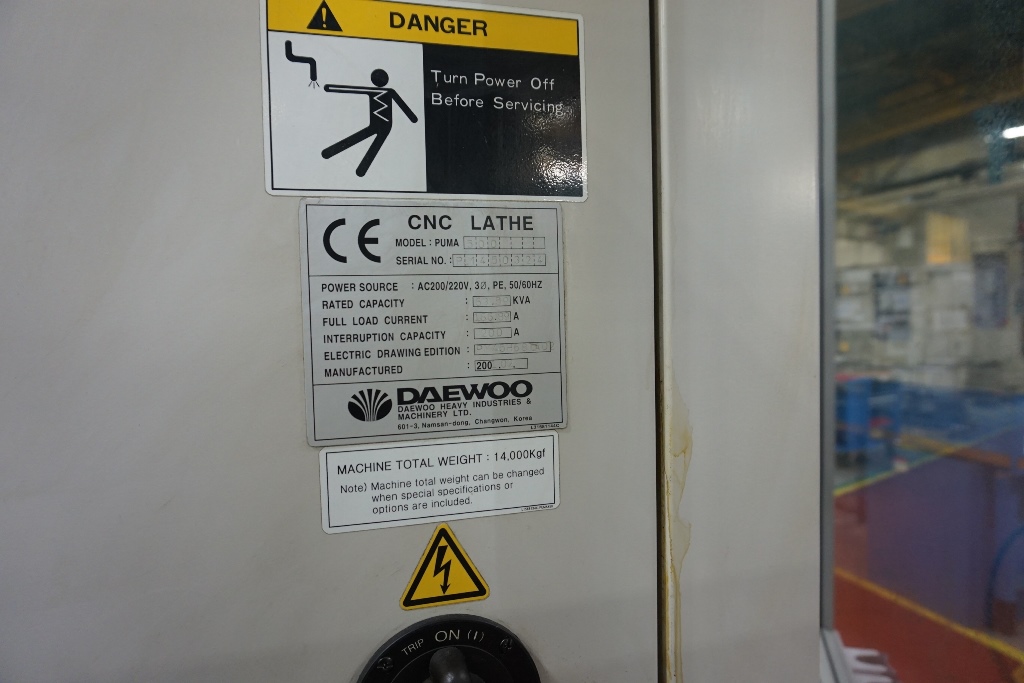 DANGER
Turn Power Off
Before Servicing
CE CNC LATHE
MODEL : PUMA
SERIAL NO. :
POWER SOURCE : AC200/220V, 3Ø, PE, 50/60HZ
RATED CAPACITY : KVA
FULL LOAD CURRENT : A
INTERRUPTION CAPACITY : A
ELECTRIC DRAWING EDITION :
MANUFACTURED : 200
DAEWOO
DAEWOO HEAVY INDUSTRIES &
MACHINERY LTD.
601-3, Namsan-dong, Changwon, Korea
MACHINE TOTAL WEIGHT : 14,000Kgf
Note) Machine total weight can be changed
when special specifications or
options are included.
TRIP ON (I)